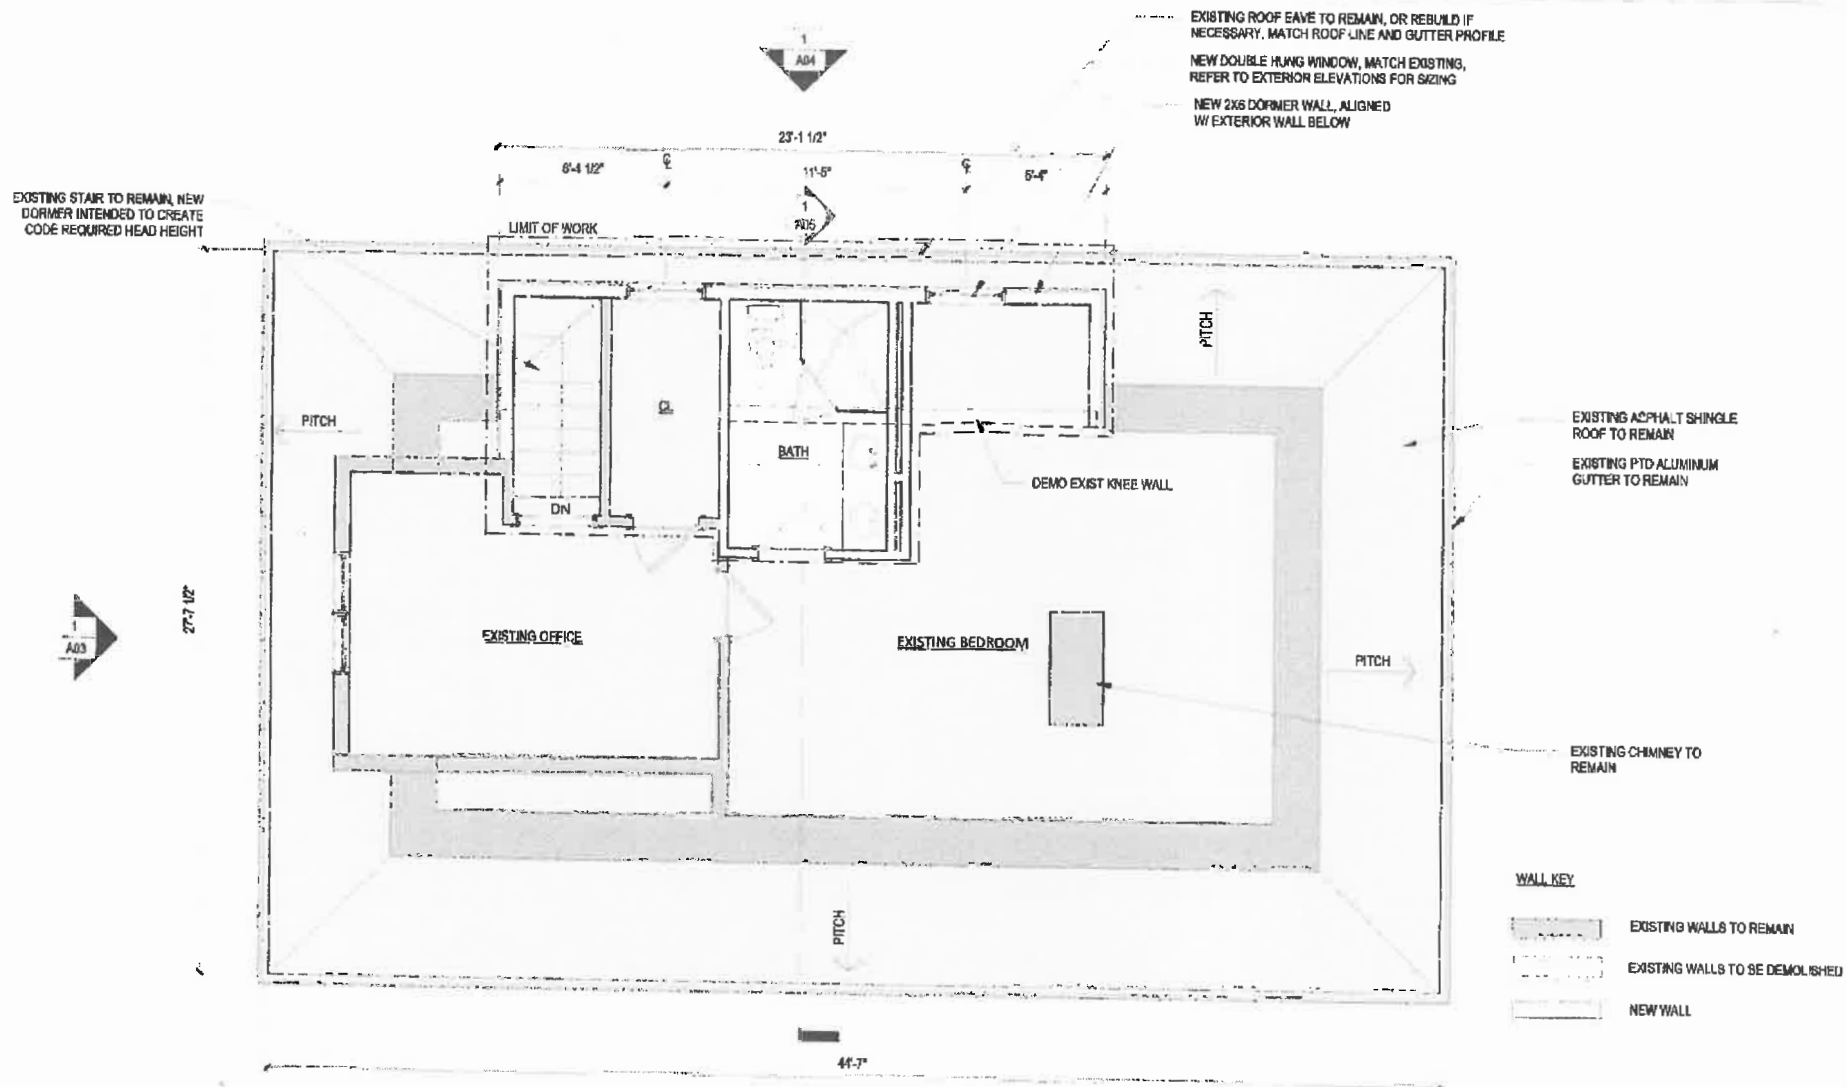 EXISTING ROOF EAVE TO REMAIN, OR REBUILD IF
NECESSARY, MATCH ROOF LINE AND GUTTER PROFILE
NEW DOUBLE HUNG WINDOW, MATCH EXISTING,
REFER TO EXTERIOR ELEVATIONS FOR SIZING
NEW 2X6 DORMER WALL, ALIGNED
W/ EXTERIOR WALL BELOW
1
A04
23'-1 1/2"
6'-4 1/2"
11'-5"
5'-4"
EXISTING STAIR TO REMAIN, NEW
DORMER INTENDED TO CREATE
CODE REQUIRED HEAD HEIGHT
LIMIT OF WORK
1
A05
PITCH
PITCH
CL
BATH
DEMO EXIST KNEE WALL
DN
EXISTING ASPHALT SHINGLE
ROOF TO REMAIN
EXISTING PTD ALUMINUM
GUTTER TO REMAIN
27'-7 1/2"
1
A03
EXISTING OFFICE
EXISTING BEDROOM
PITCH
EXISTING CHIMNEY TO
REMAIN
PITCH
WALL KEY
EXISTING WALLS TO REMAIN
EXISTING WALLS TO BE DEMOLISHED
NEW WALL
44'-7"